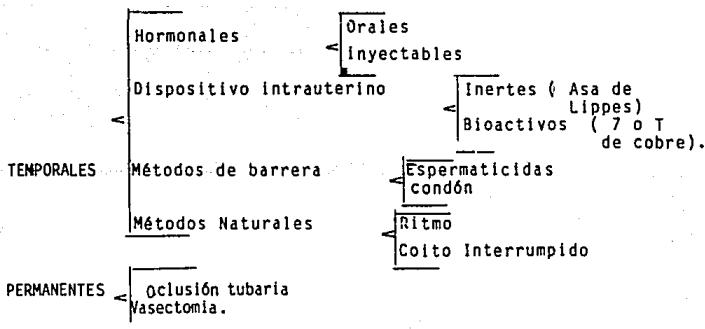 Orales
Hormonales
Inyectables
Dispositivo intrauterino
Inertes ( Asa de
Lippes)
Bioactivos ( 7 o T
de cobre).
TEMPORALES
Métodos de barrera
Espermaticidas
condón
Métodos Naturales
Ritmo
Coito Interrumpido
PERMANENTES
Oclusión tubaria
Vasectomia.